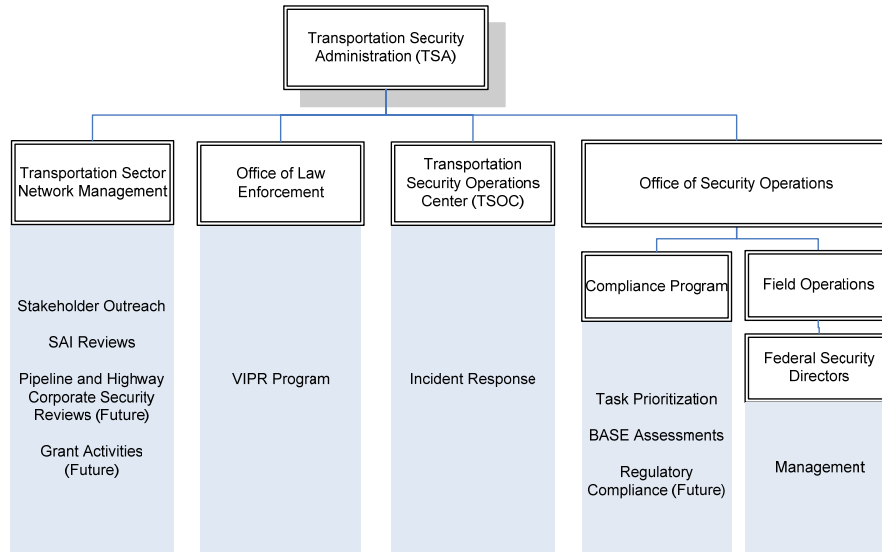 Transportation Security
Administration (TSA)
Transportation Sector
Network Management
Office of Law
Enforcement
Transportation
Security Operations
Center (TSOC)
Office of Security Operations
Compliance Program
Field Operations
Federal Security
Directors
Stakeholder Outreach
SAI Reviews
Pipeline and Highway
Corporate Security
Reviews (Future)
Grant Activities
(Future)
VIPR Program
Incident Response
Task Prioritization
BASE Assessments
Regulatory
Compliance (Future)
Management